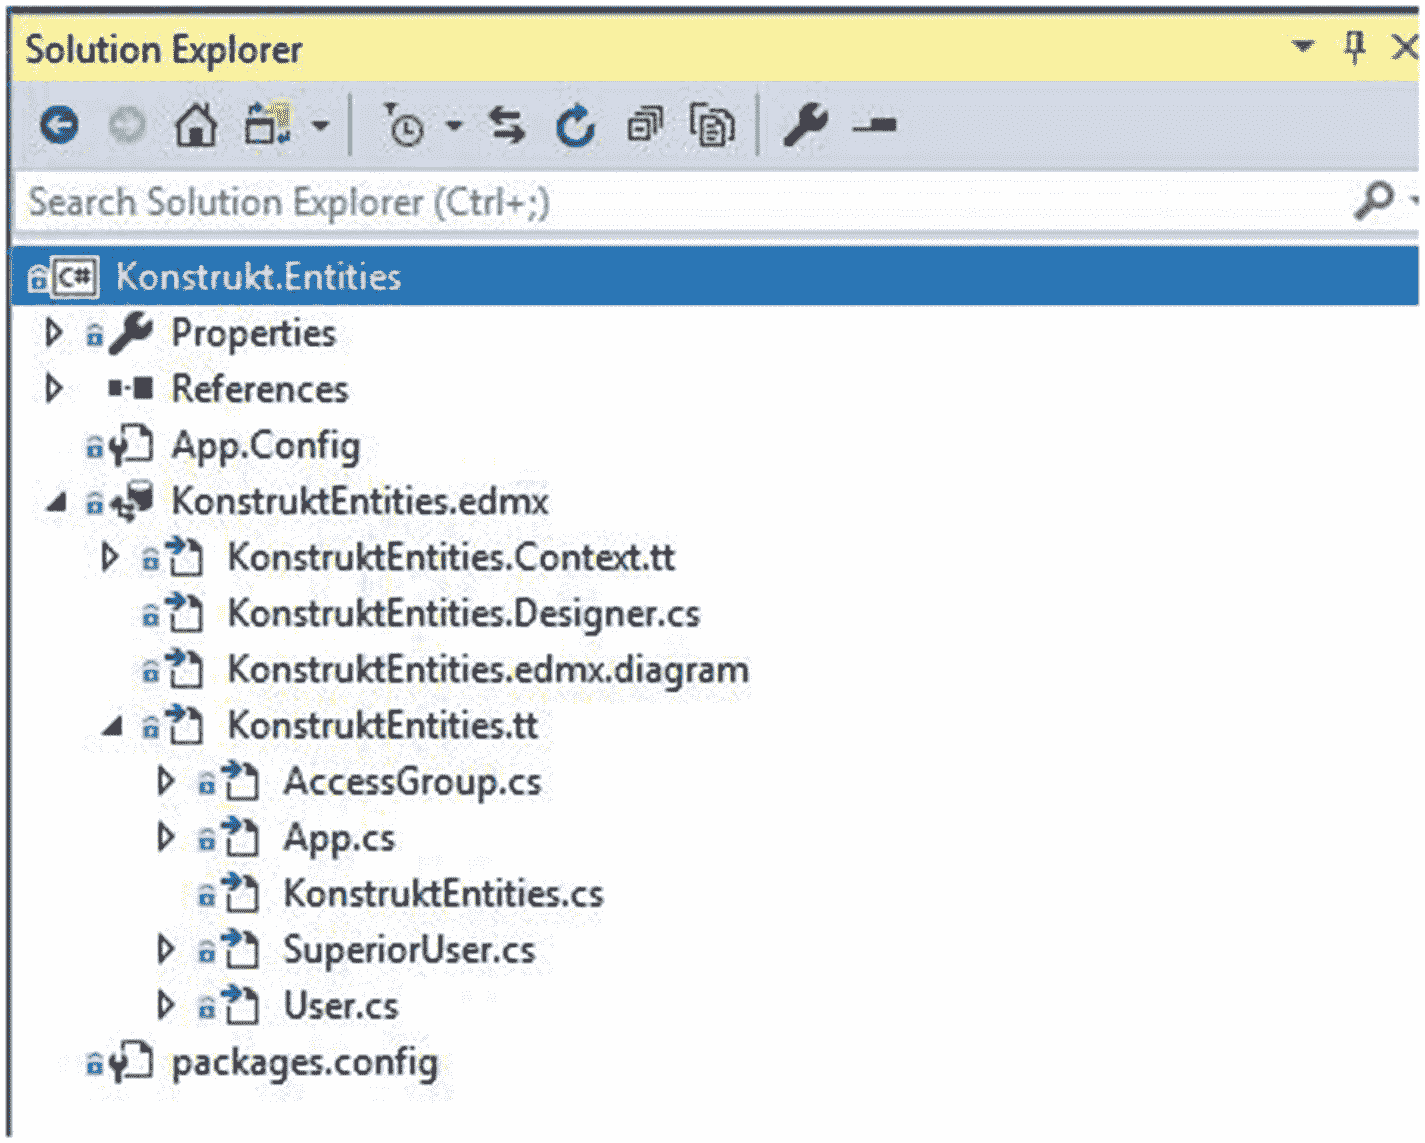 Solution Explorer
Search Solution Explorer (Ctrl+;)
C# Konstrukt.Entities
Properties
References
App.Config
KonstruktEntities.edmx
KonstruktEntities.Context.tt
KonstruktEntities.Designer.cs
KonstruktEntities.edmx.diagram
KonstruktEntities.tt
AccessGroup.cs
App.cs
KonstruktEntities.cs
SuperiorUser.cs
User.cs
packages.config